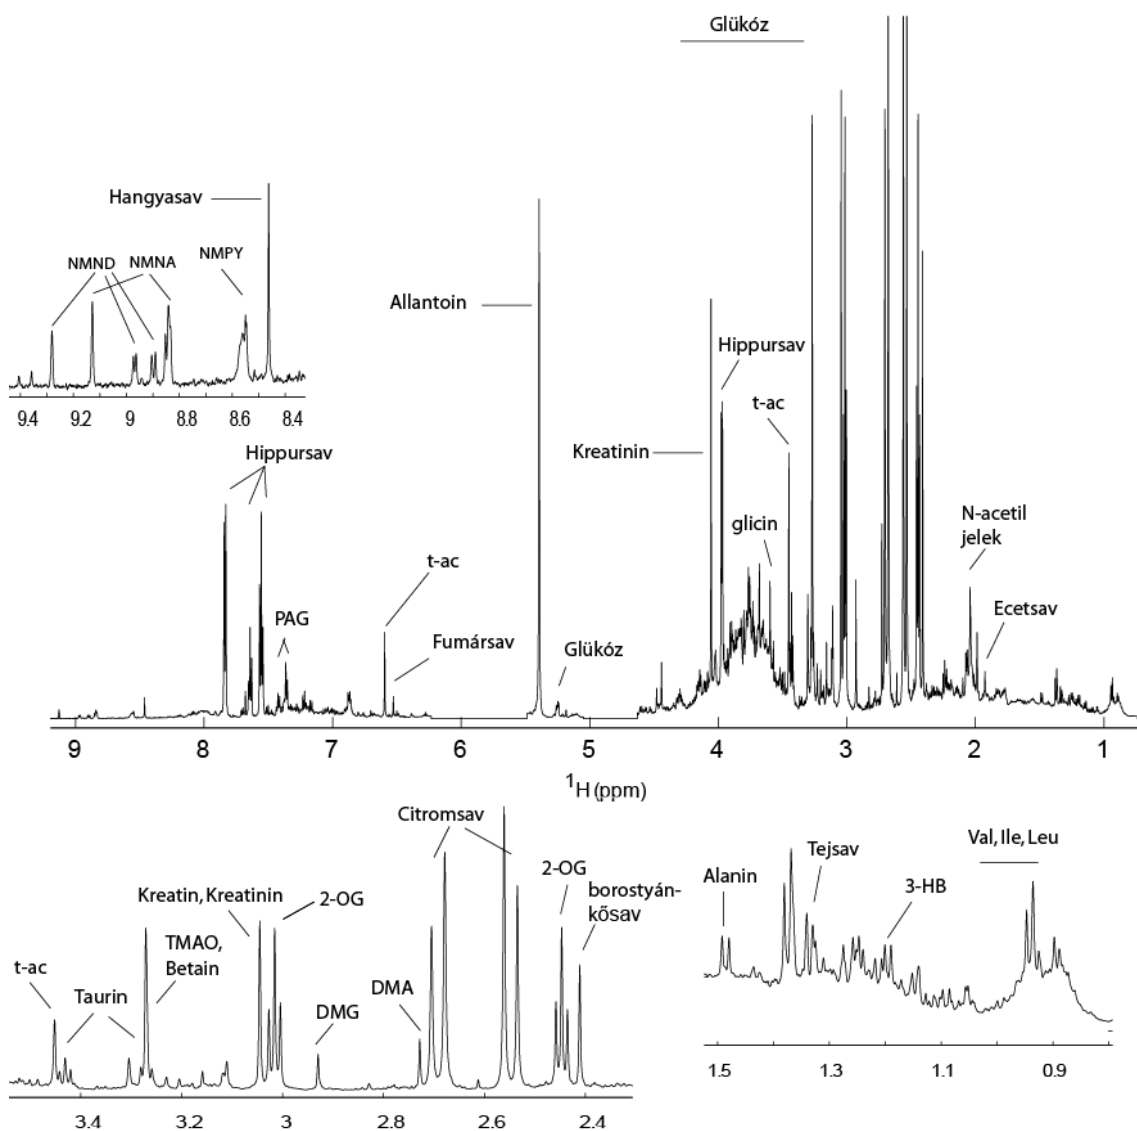 Glükóz
Hangyasav
NMND
NMNA
NMPY
9.4 9.2 9 8.8 8.6 8.4
Allantoin
Hippursav
t-ac
Kreatinin
Hippursav
glicin
N-acetil
jelek
t-ac
PAG
Fumársav
Glükóz
Ecetsav
9 8 7 6 5 4 3 2 1
1H (ppm)
Citromsav
Kreatin, Kreatinin
2-OG
2-OG
borostyán-
kősav
TMAO,
Betain
t-ac
Taurin
DMG
DMA
3.4 3.2 3 2.8 2.6 2.4
Val, Ile, Leu
Tejsav
Alanin
3-HB
1.5 1.3 1.1 0.9